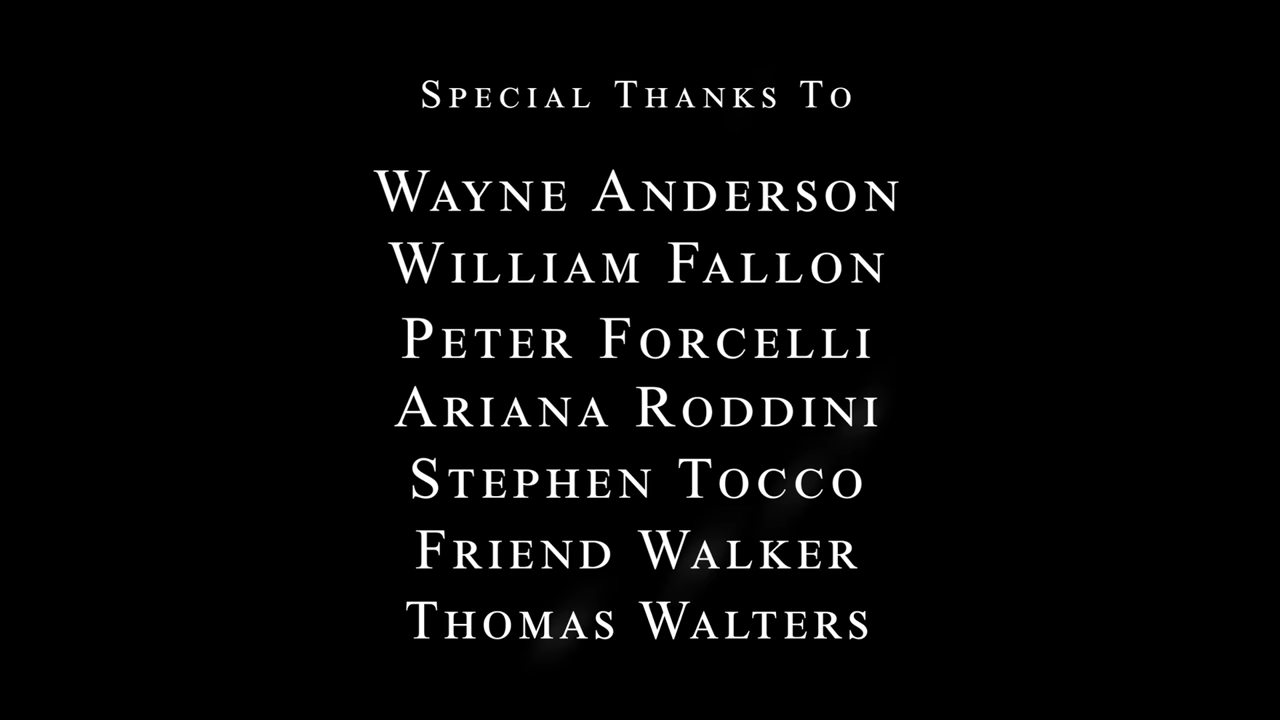 Special Thanks To
Wayne Anderson
William Fallon
Peter Forcelli
Ariana Roddini
Stephen Tocco
Friend Walker
Thomas Walters